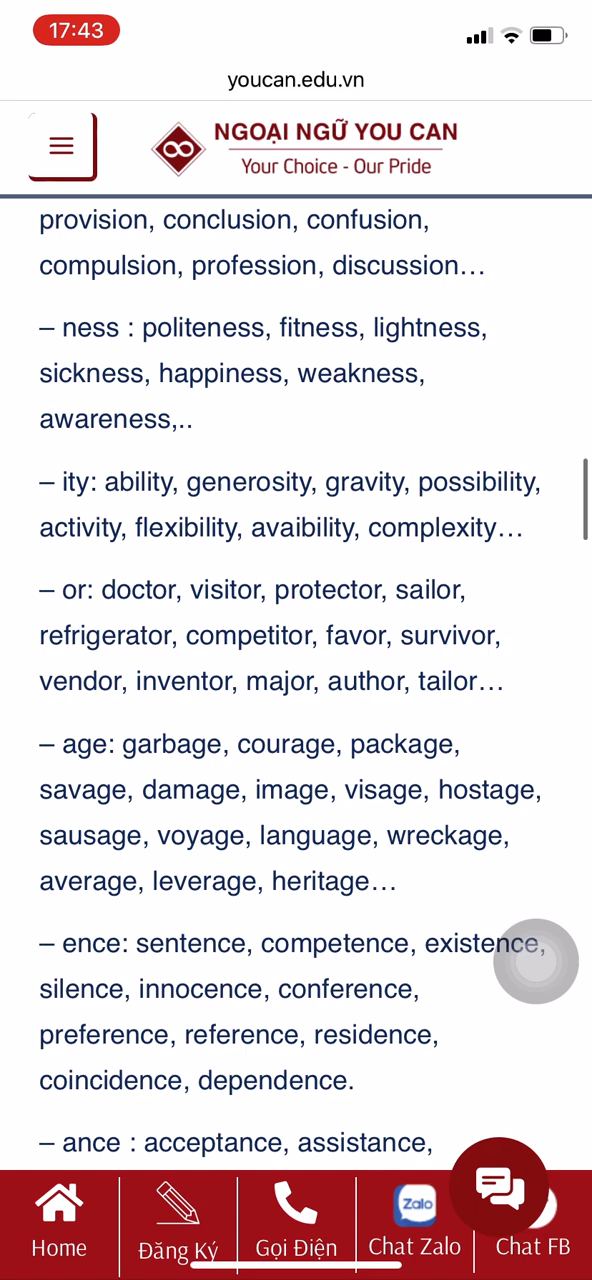 17:43
youcan.edu.vn
NGOẠI NGỮ YOU CAN
Your Choice - Our Pride
provision, conclusion, confusion,
compulsion, profession, discussion…
– ness : politeness, fitness, lightness,
sickness, happiness, weakness,
awareness,..
– ity: ability, generosity, gravity, possibility,
activity, flexibility, avaibility, complexity…
– or: doctor, visitor, protector, sailor,
refrigerator, competitor, favor, survivor,
vendor, inventor, major, author, tailor…
– age: garbage, courage, package,
savage, damage, image, visage, hostage,
sausage, voyage, language, wreckage,
average, leverage, heritage…
– ence: sentence, competence, existence,
silence, innocence, conference,
preference, reference, residence,
coincidence, dependence.
– ance : acceptance, assistance,
Zalo
Home Đăng Ký Gọi Điện Chat Zalo Chat FB